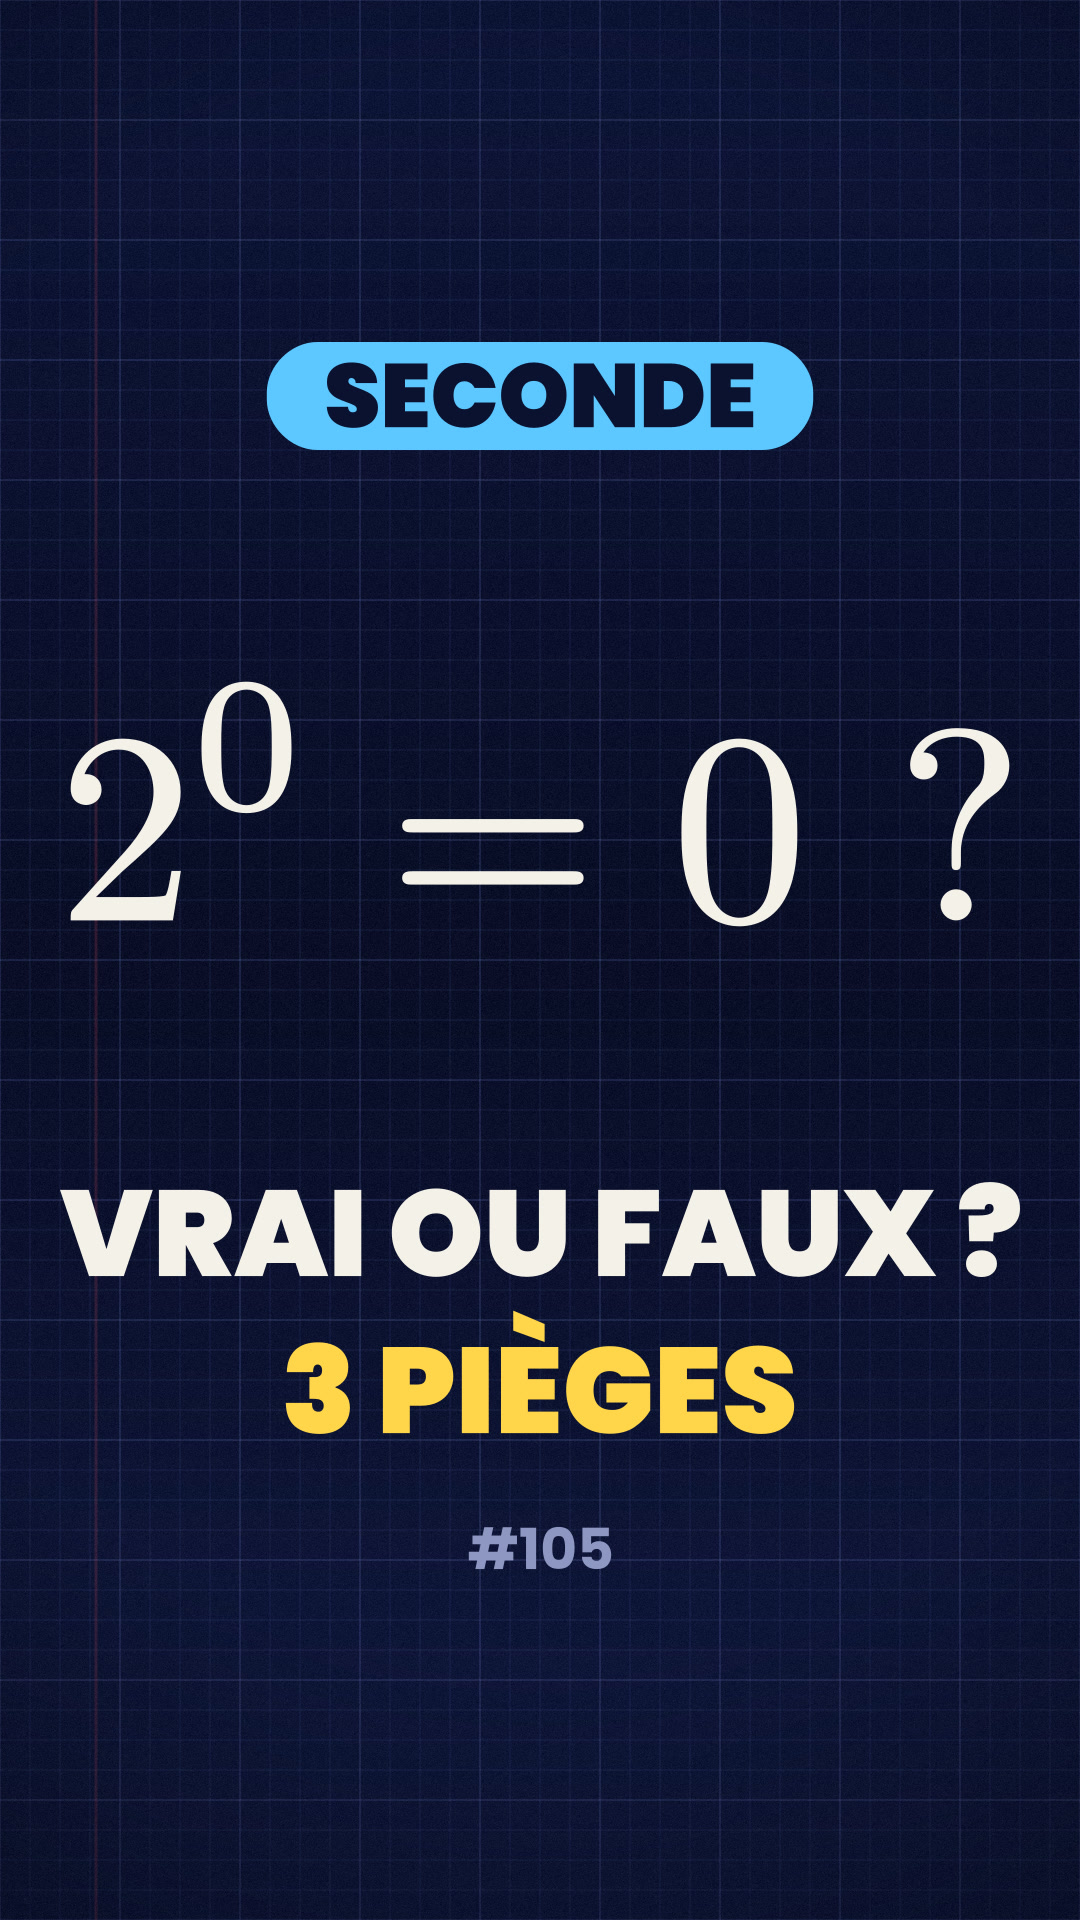 SECONDE
2⁰ = 0 ?
VRAI OU FAUX ?
3 PIÈGES
#105